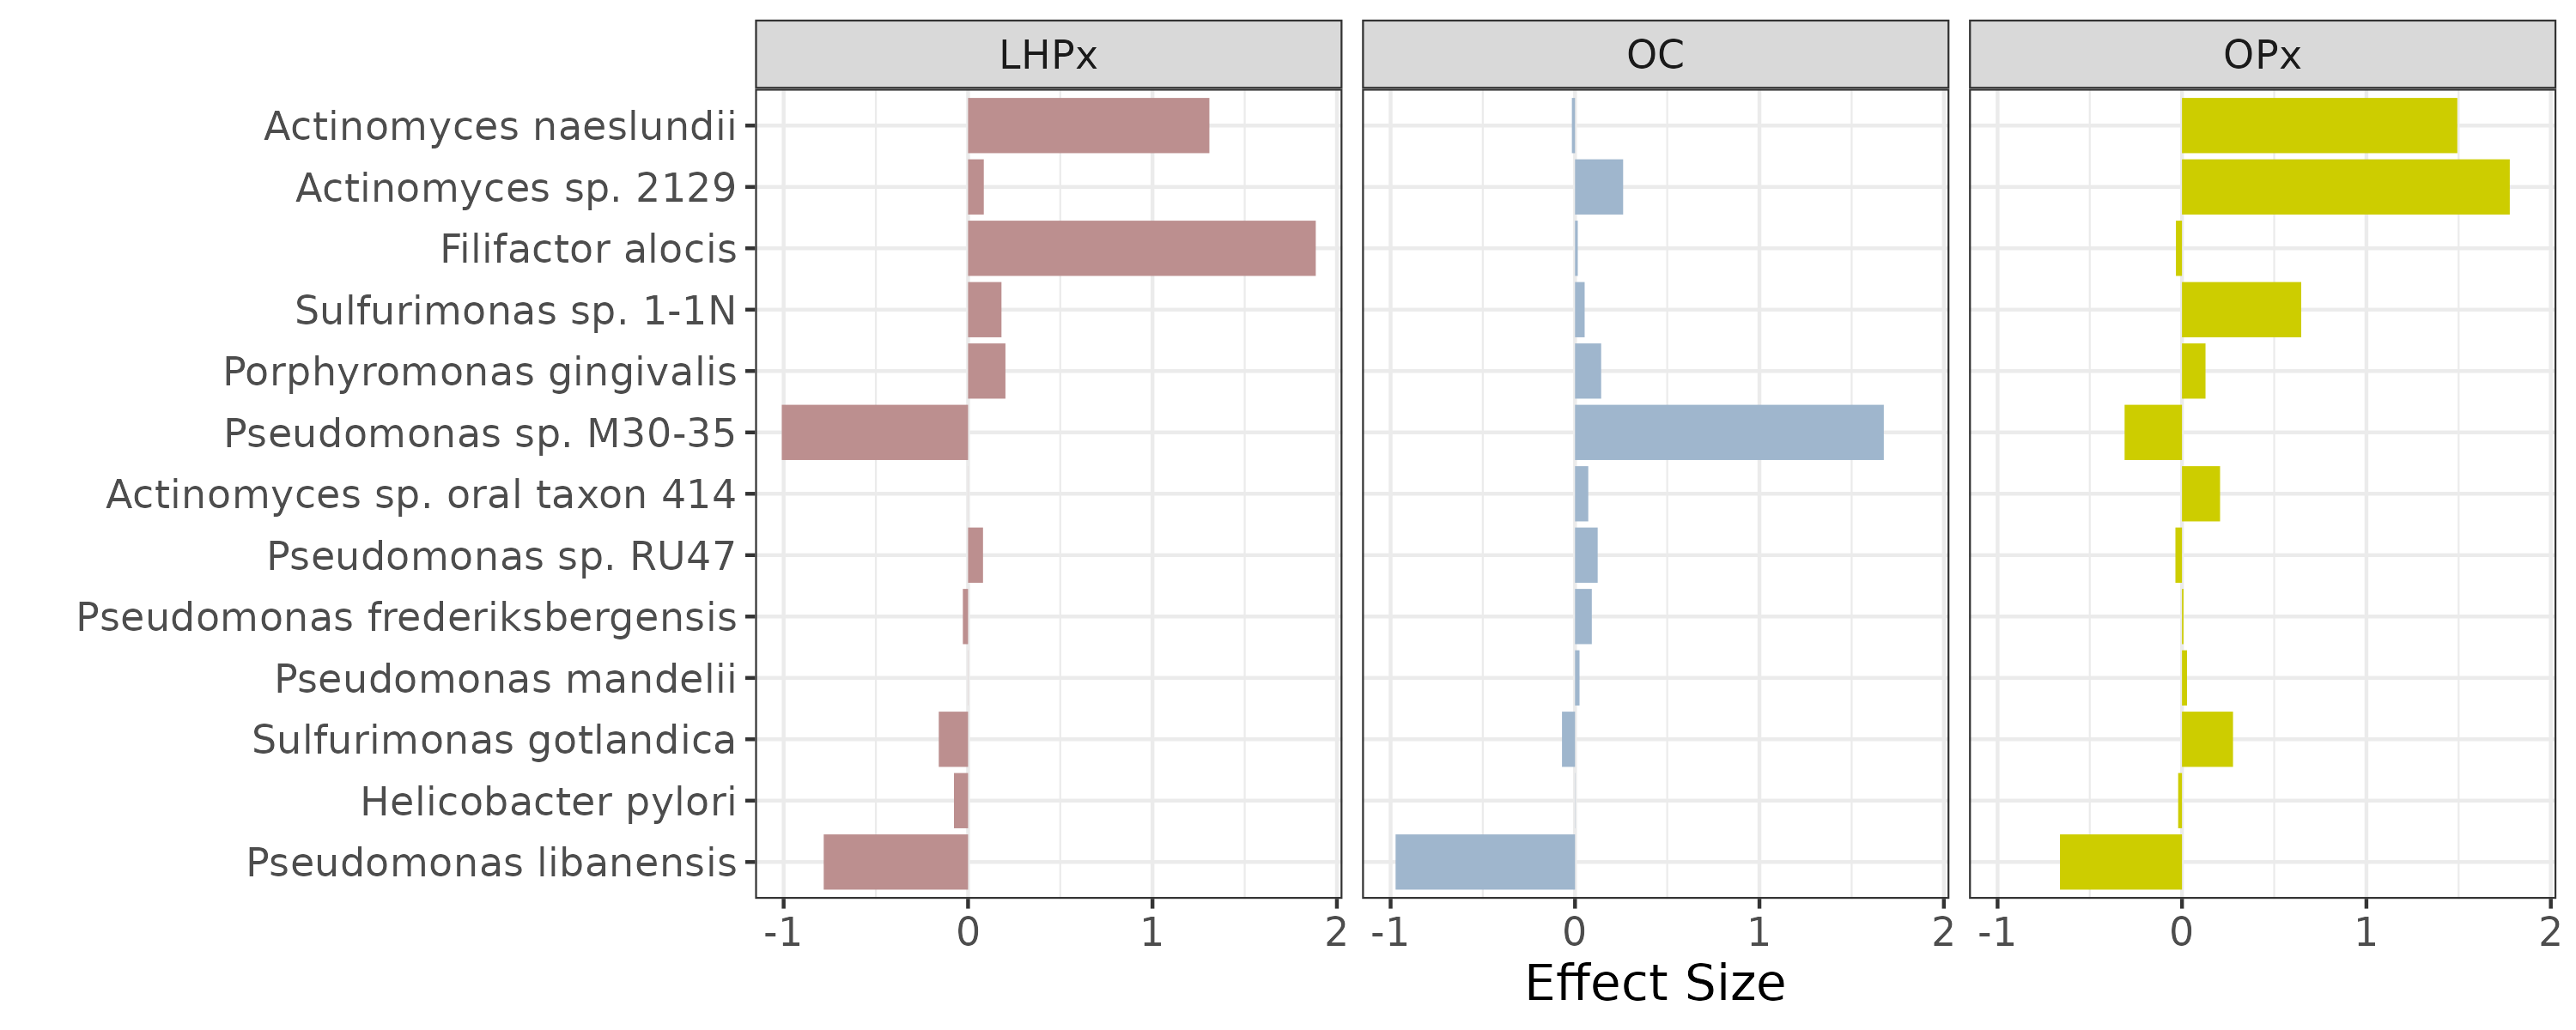 LHPx OC OPx
Actinomyces naeslundii
Actinomyces sp. 2129
Filifactor alocis
Sulfurimonas sp. 1-1N
Porphyromonas gingivalis
Pseudomonas sp. M30-35
Actinomyces sp. oral taxon 414
Pseudomonas sp. RU47
Pseudomonas frederiksbergensis
Pseudomonas mandelii
Sulfurimonas gotlandica
Helicobacter pylori
Pseudomonas libanensis
-1 0 1 2 -1 0 1 2 -1 0 1 2
Effect Size